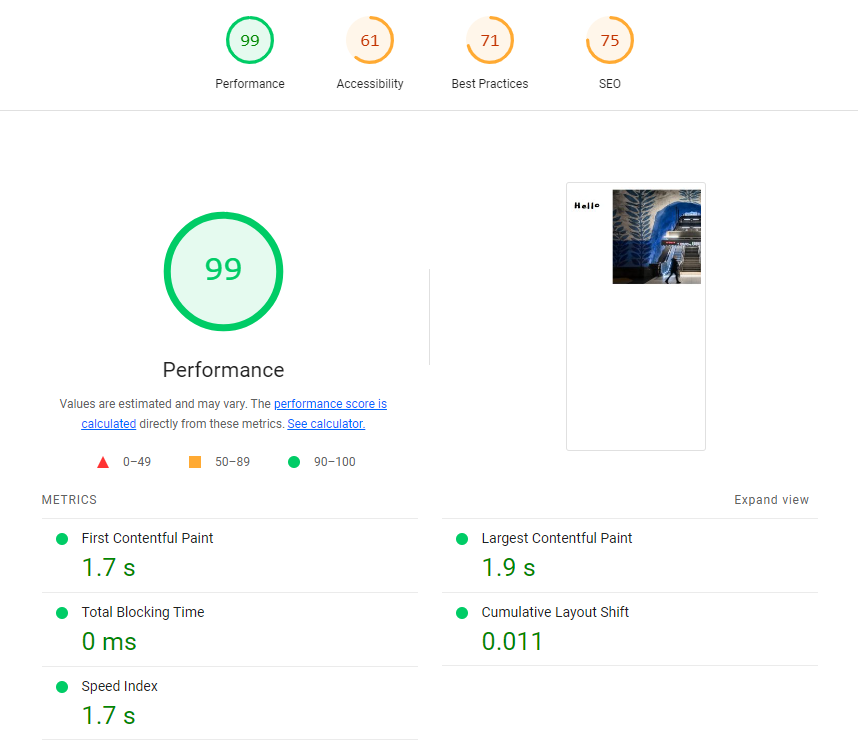 99 61 71 75
Performance Accessibility Best Practices SEO
Hello
99
Performance
Values are estimated and may vary. The performance score is
calculated directly from these metrics. See calculator.
0–49 50–89 90–100
METRICS
Expand view
First Contentful Paint
1.7 s
Largest Contentful Paint
1.9 s
Total Blocking Time
0 ms
Cumulative Layout Shift
0.011
Speed Index
1.7 s